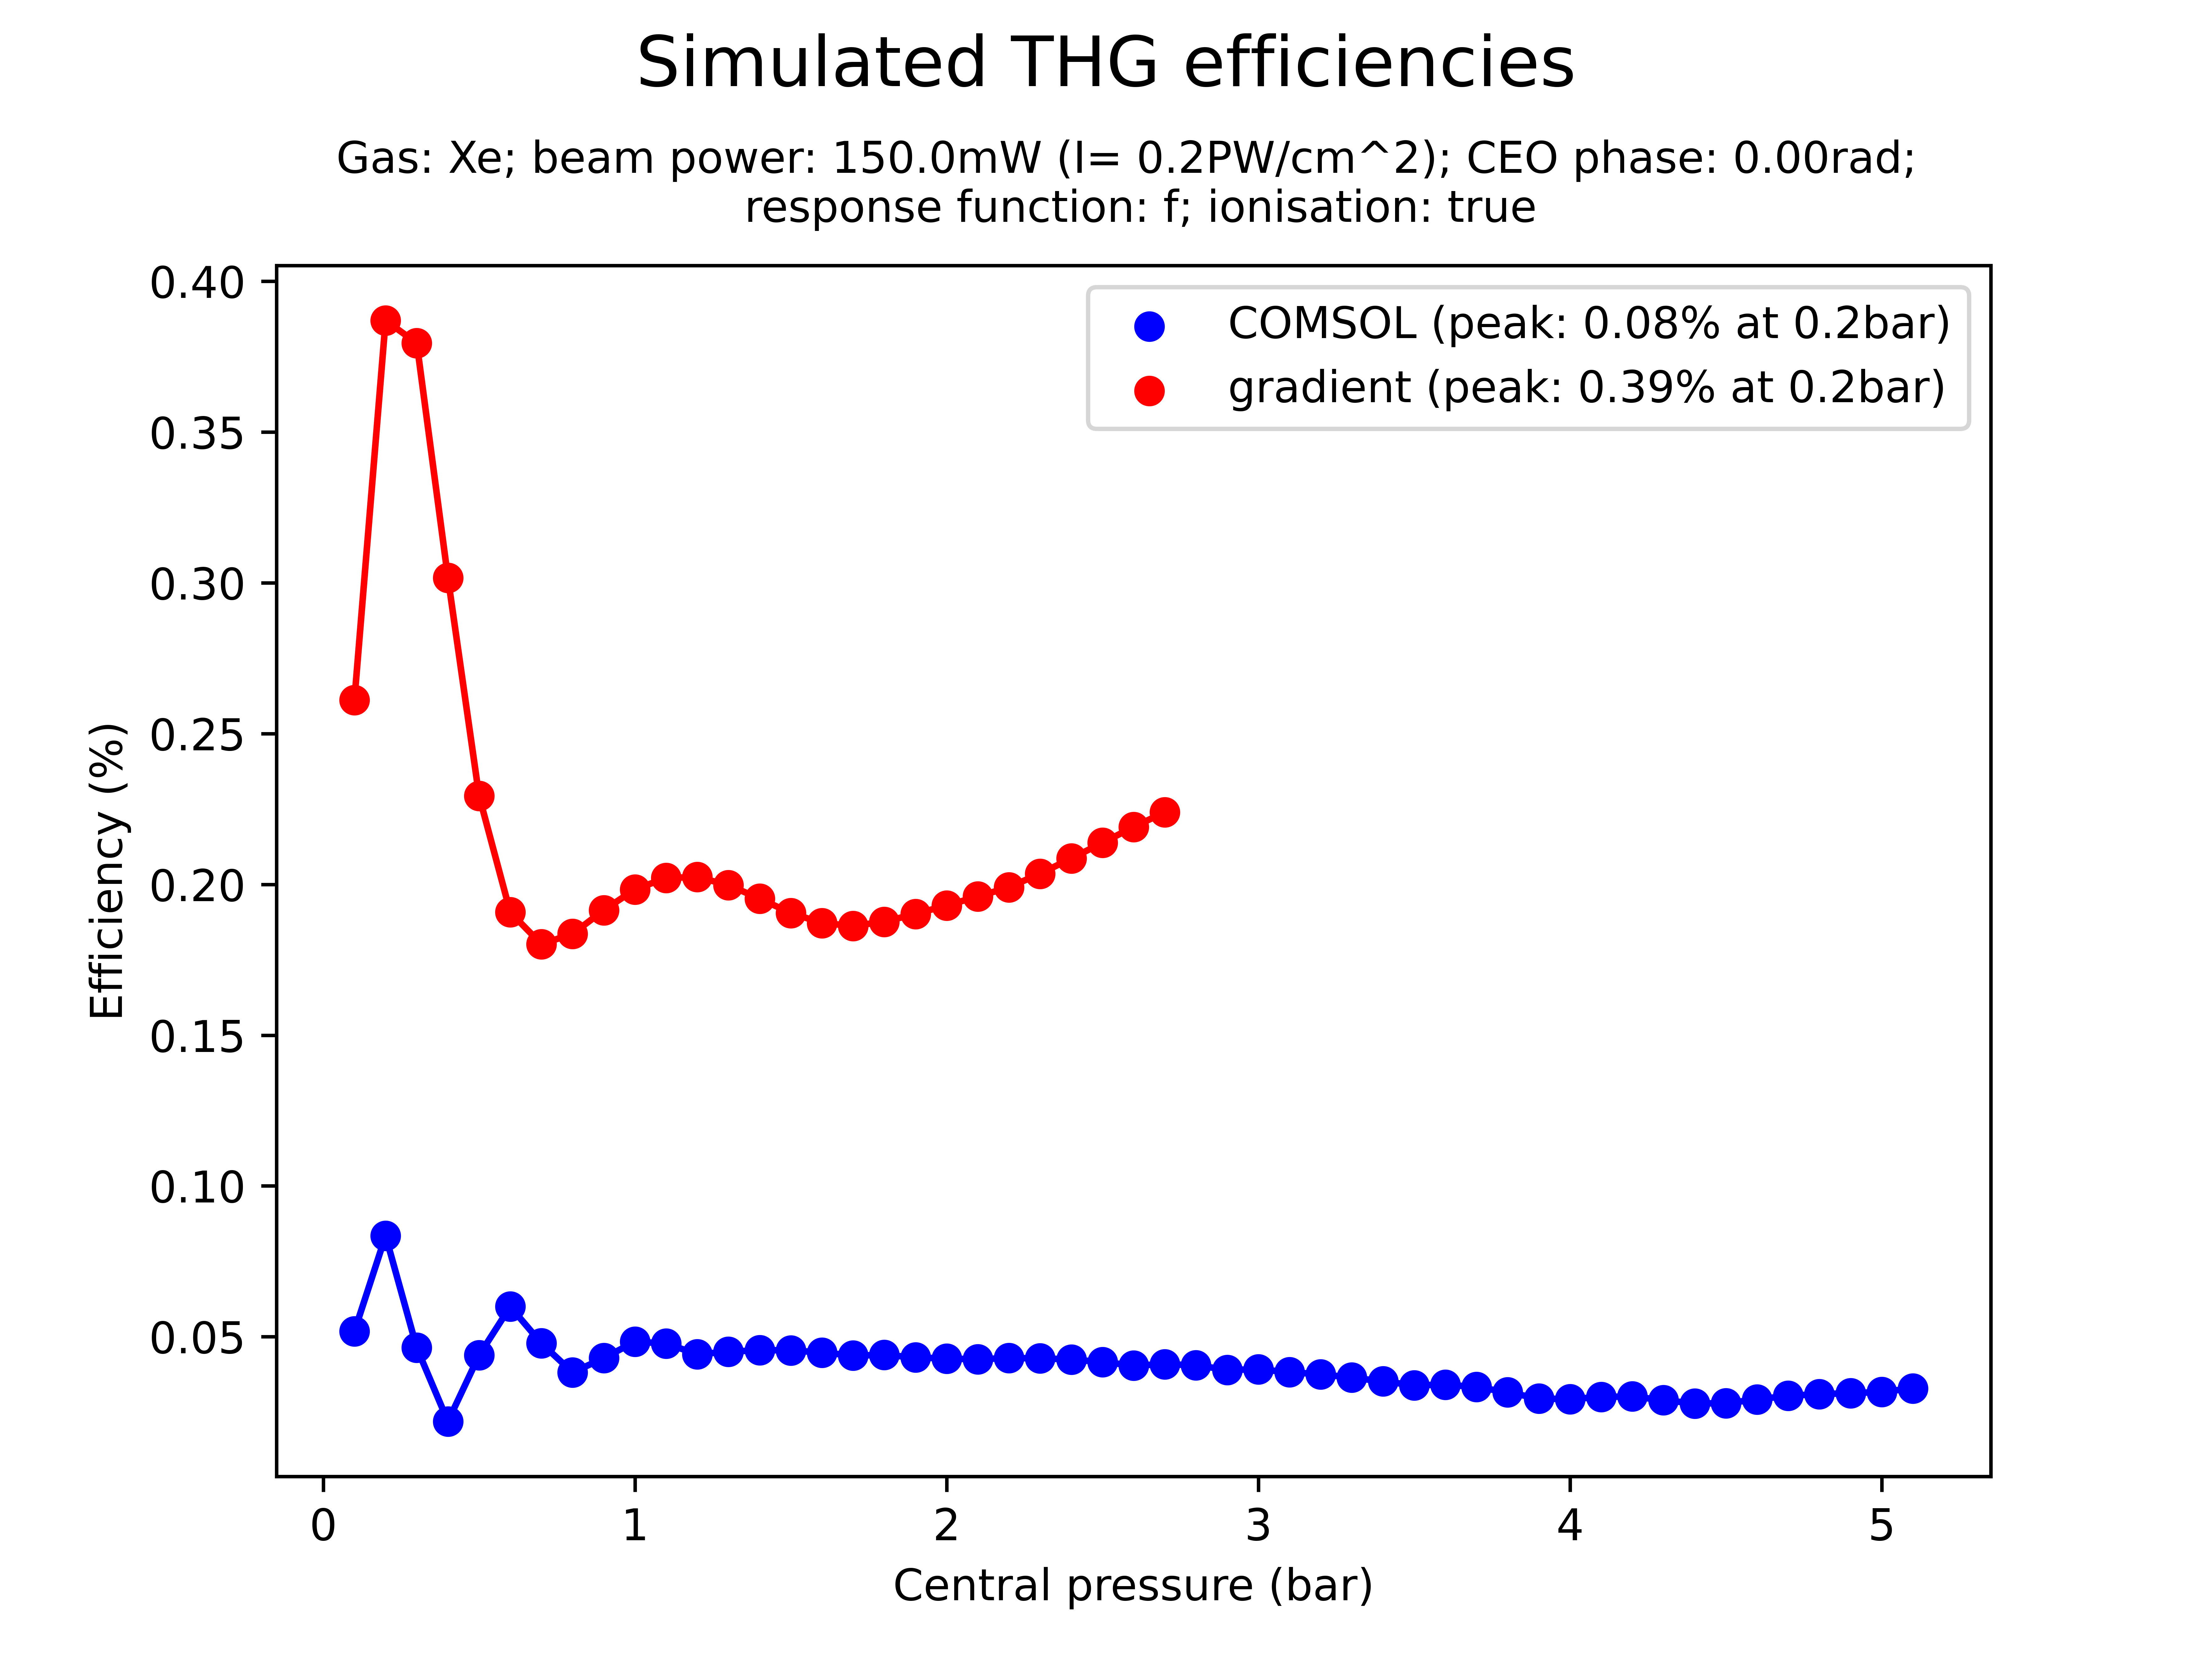 Simulated THG efficiencies
Gas: Xe; beam power: 150.0mW (I= 0.2PW/cm^2); CEO phase: 0.00rad;
response function: f; ionisation: true
COMSOL (peak: 0.08% at 0.2bar)
gradient (peak: 0.39% at 0.2bar)
Efficiency (%)
0.40
0.35
0.30
0.25
0.20
0.15
0.10
0.05
0 1 2 3 4 5
Central pressure (bar)